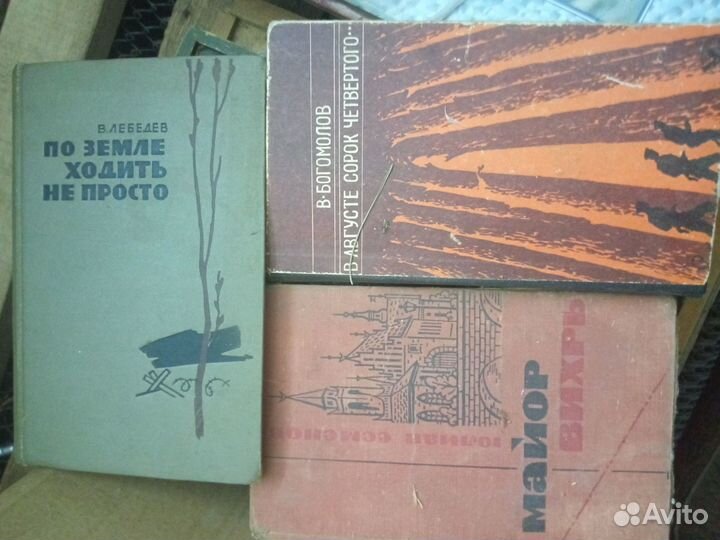 В. ЛЕБЕДЕВ
ПО ЗЕМЛЕ
ХОДИТЬ
НЕ ПРОСТО
В·БОГОМОЛОВ
В АВГУСТЕ СОРОК ЧЕТВЕРТОГО...
ЮЛИАН СЕМЕНОВ
МАЙОР
ВИХРЬ
Avito